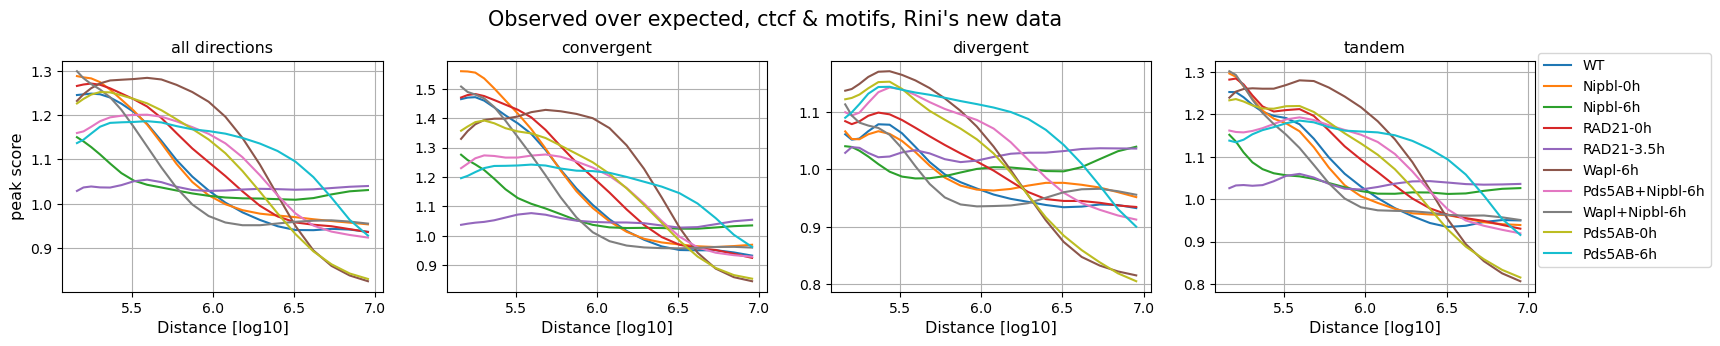 Observed over expected, ctcf & motifs, Rini's new data
all directions
peak score
1.3
1.2
1.1
1.0
0.9
5.5 6.0 6.5 7.0
Distance [log10]
convergent
1.5
1.4
1.3
1.2
1.1
1.0
0.9
5.5 6.0 6.5 7.0
Distance [log10]
divergent
1.1
1.0
0.9
0.8
5.5 6.0 6.5 7.0
Distance [log10]
tandem
1.3
1.2
1.1
1.0
0.9
0.8
5.5 6.0 6.5 7.0
Distance [log10]
WT
Nipbl-0h
Nipbl-6h
RAD21-0h
RAD21-3.5h
Wapl-6h
Pds5AB+Nipbl-6h
Wapl+Nipbl-6h
Pds5AB-0h
Pds5AB-6h